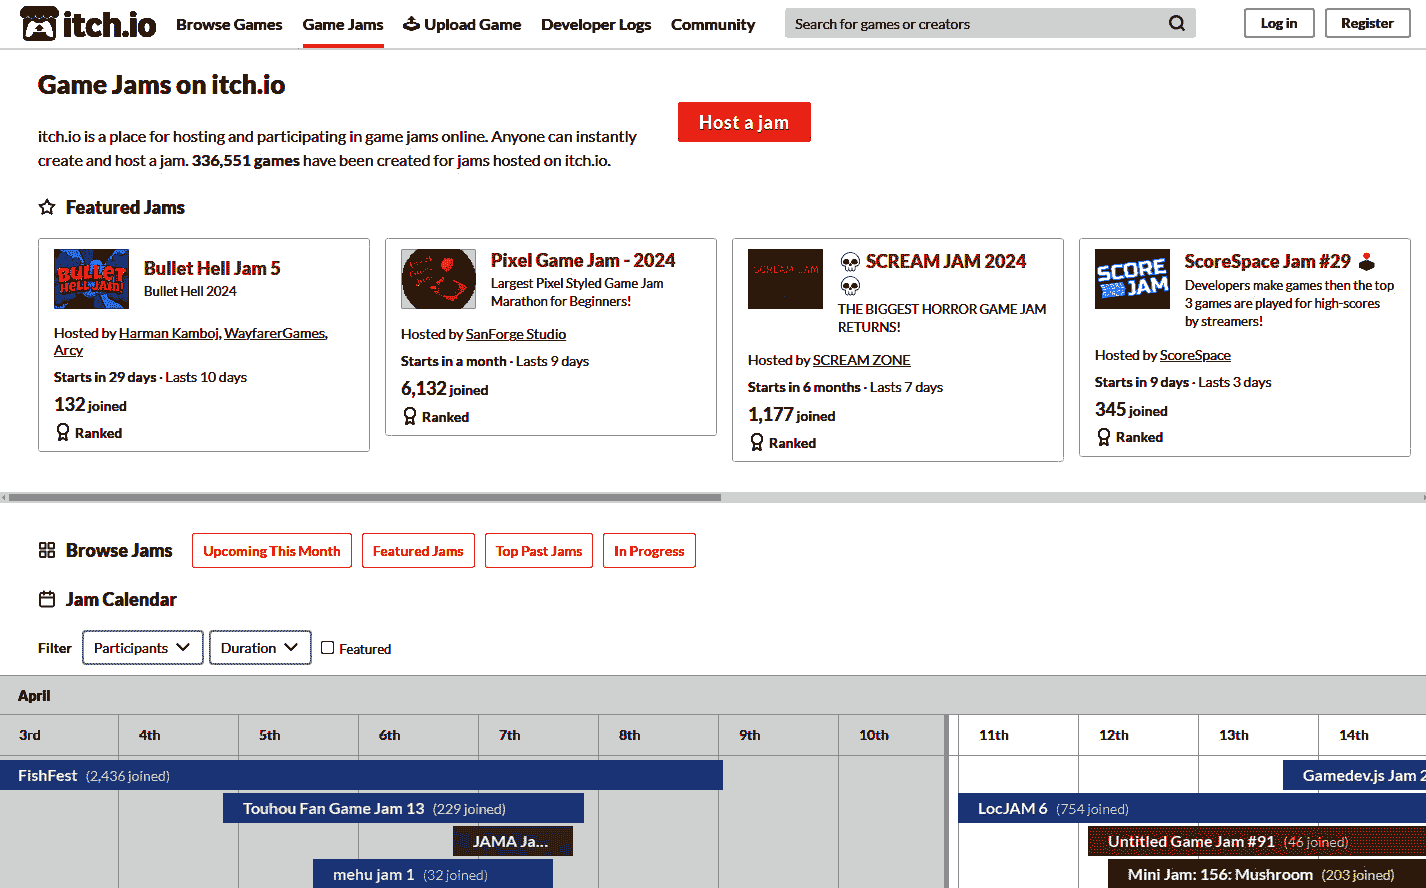 itch.io Browse Games Game Jams Upload Game Developer Logs Community Search for games or creators Log in Register
Game Jams on itch.io
Host a jam
itch.io is a place for hosting and participating in game jams online. Anyone can instantly
create and host a jam. 336,551 games have been created for jams hosted on itch.io.
Featured Jams
BULLET
HELL JAM!
Bullet Hell Jam 5
Bullet Hell 2024
Hosted by Harman Kamboj, WayfarerGames,
Arcy
Starts in 29 days · Lasts 10 days
132 joined
Ranked
Pixel Game Jam - 2024
Largest Pixel Styled Game Jam
Marathon for Beginners!
Hosted by SanForge Studio
Starts in a month · Lasts 9 days
6,132 joined
Ranked
SCREAM JAM
💀 SCREAM JAM 2024
💀
THE BIGGEST HORROR GAME JAM
RETURNS!
Hosted by SCREAM ZONE
Starts in 6 months · Lasts 7 days
1,177 joined
Ranked
SCORE
SPACE
JAM
ScoreSpace Jam #29 🕹️
Developers make games then the top
3 games are played for high-scores
by streamers!
Hosted by ScoreSpace
Starts in 9 days · Lasts 3 days
345 joined
Ranked
Browse Jams Upcoming This Month Featured Jams Top Past Jams In Progress
Jam Calendar
Filter Participants Duration Featured
April
3rd 4th 5th 6th 7th 8th 9th 10th 11th 12th 13th 14th
FishFest (2,436 joined) Gamedev.js Jam 2
Touhou Fan Game Jam 13 (229 joined) LocJAM 6 (754 joined)
JAMA Ja... Untitled Game Jam #91 (46 joined)
mehu jam 1 (32 joined) Mini Jam: 156: Mushroom (203 joined)